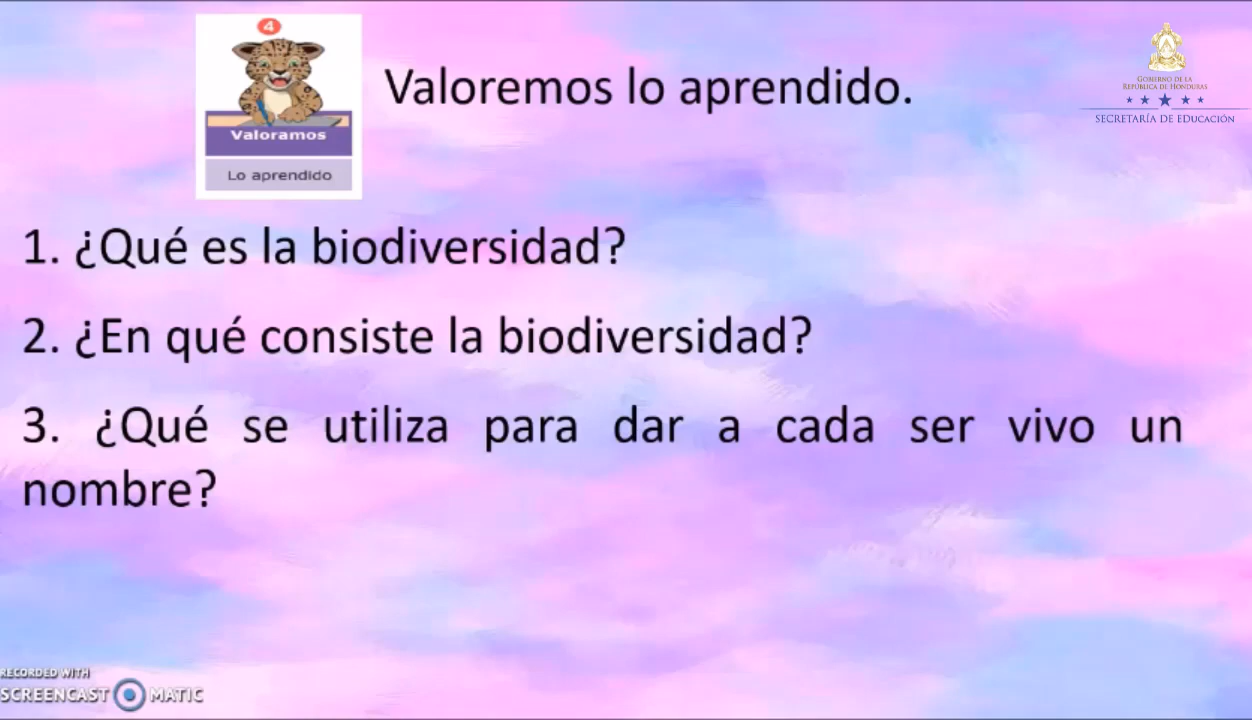 4
Valoramos
Lo aprendido
Valoremos lo aprendido.
GOBIERNO DE LA
REPÚBLICA DE HONDURAS
SECRETARÍA DE EDUCACIÓN
1. ¿Qué es la biodiversidad?
2. ¿En qué consiste la biodiversidad?
3. ¿Qué se utiliza para dar a cada ser vivo un
nombre?
RECORDED WITH
SCREENCAST MATIC